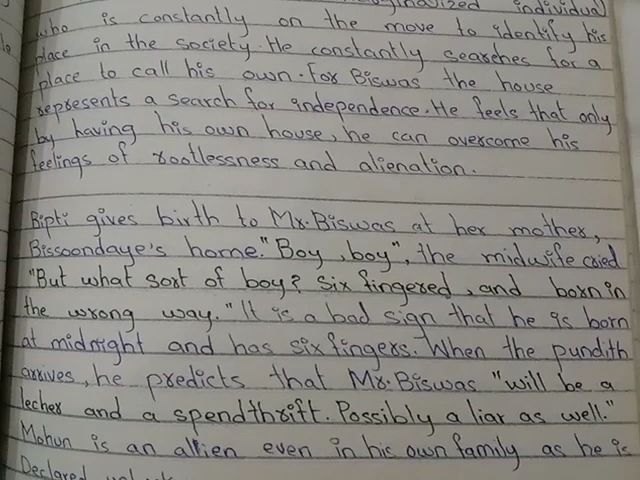 individual
who is constantly on the move to identify his
place in the society. He constantly searches for a
place to call his own. For Biswas the house
represents a search for independence. He feels that only
by having his own house, he can overcome his
feelings of rootlessness and alienation.
Bipti gives birth to Mr. Biswas at her mother,
Bissoondaye's home. "Boy, boy", the midwife cried
"But what sort of boy? Six fingered, and born in
the wrong way." It is a bad sign that he is born
at midnight and has six fingers. When the pundith
arrives, he predicts that Mr. Biswas "will be a
lecher and a spendthrift. Possibly a liar as well."
Mohun is an allien even in his own family as he is
Declared